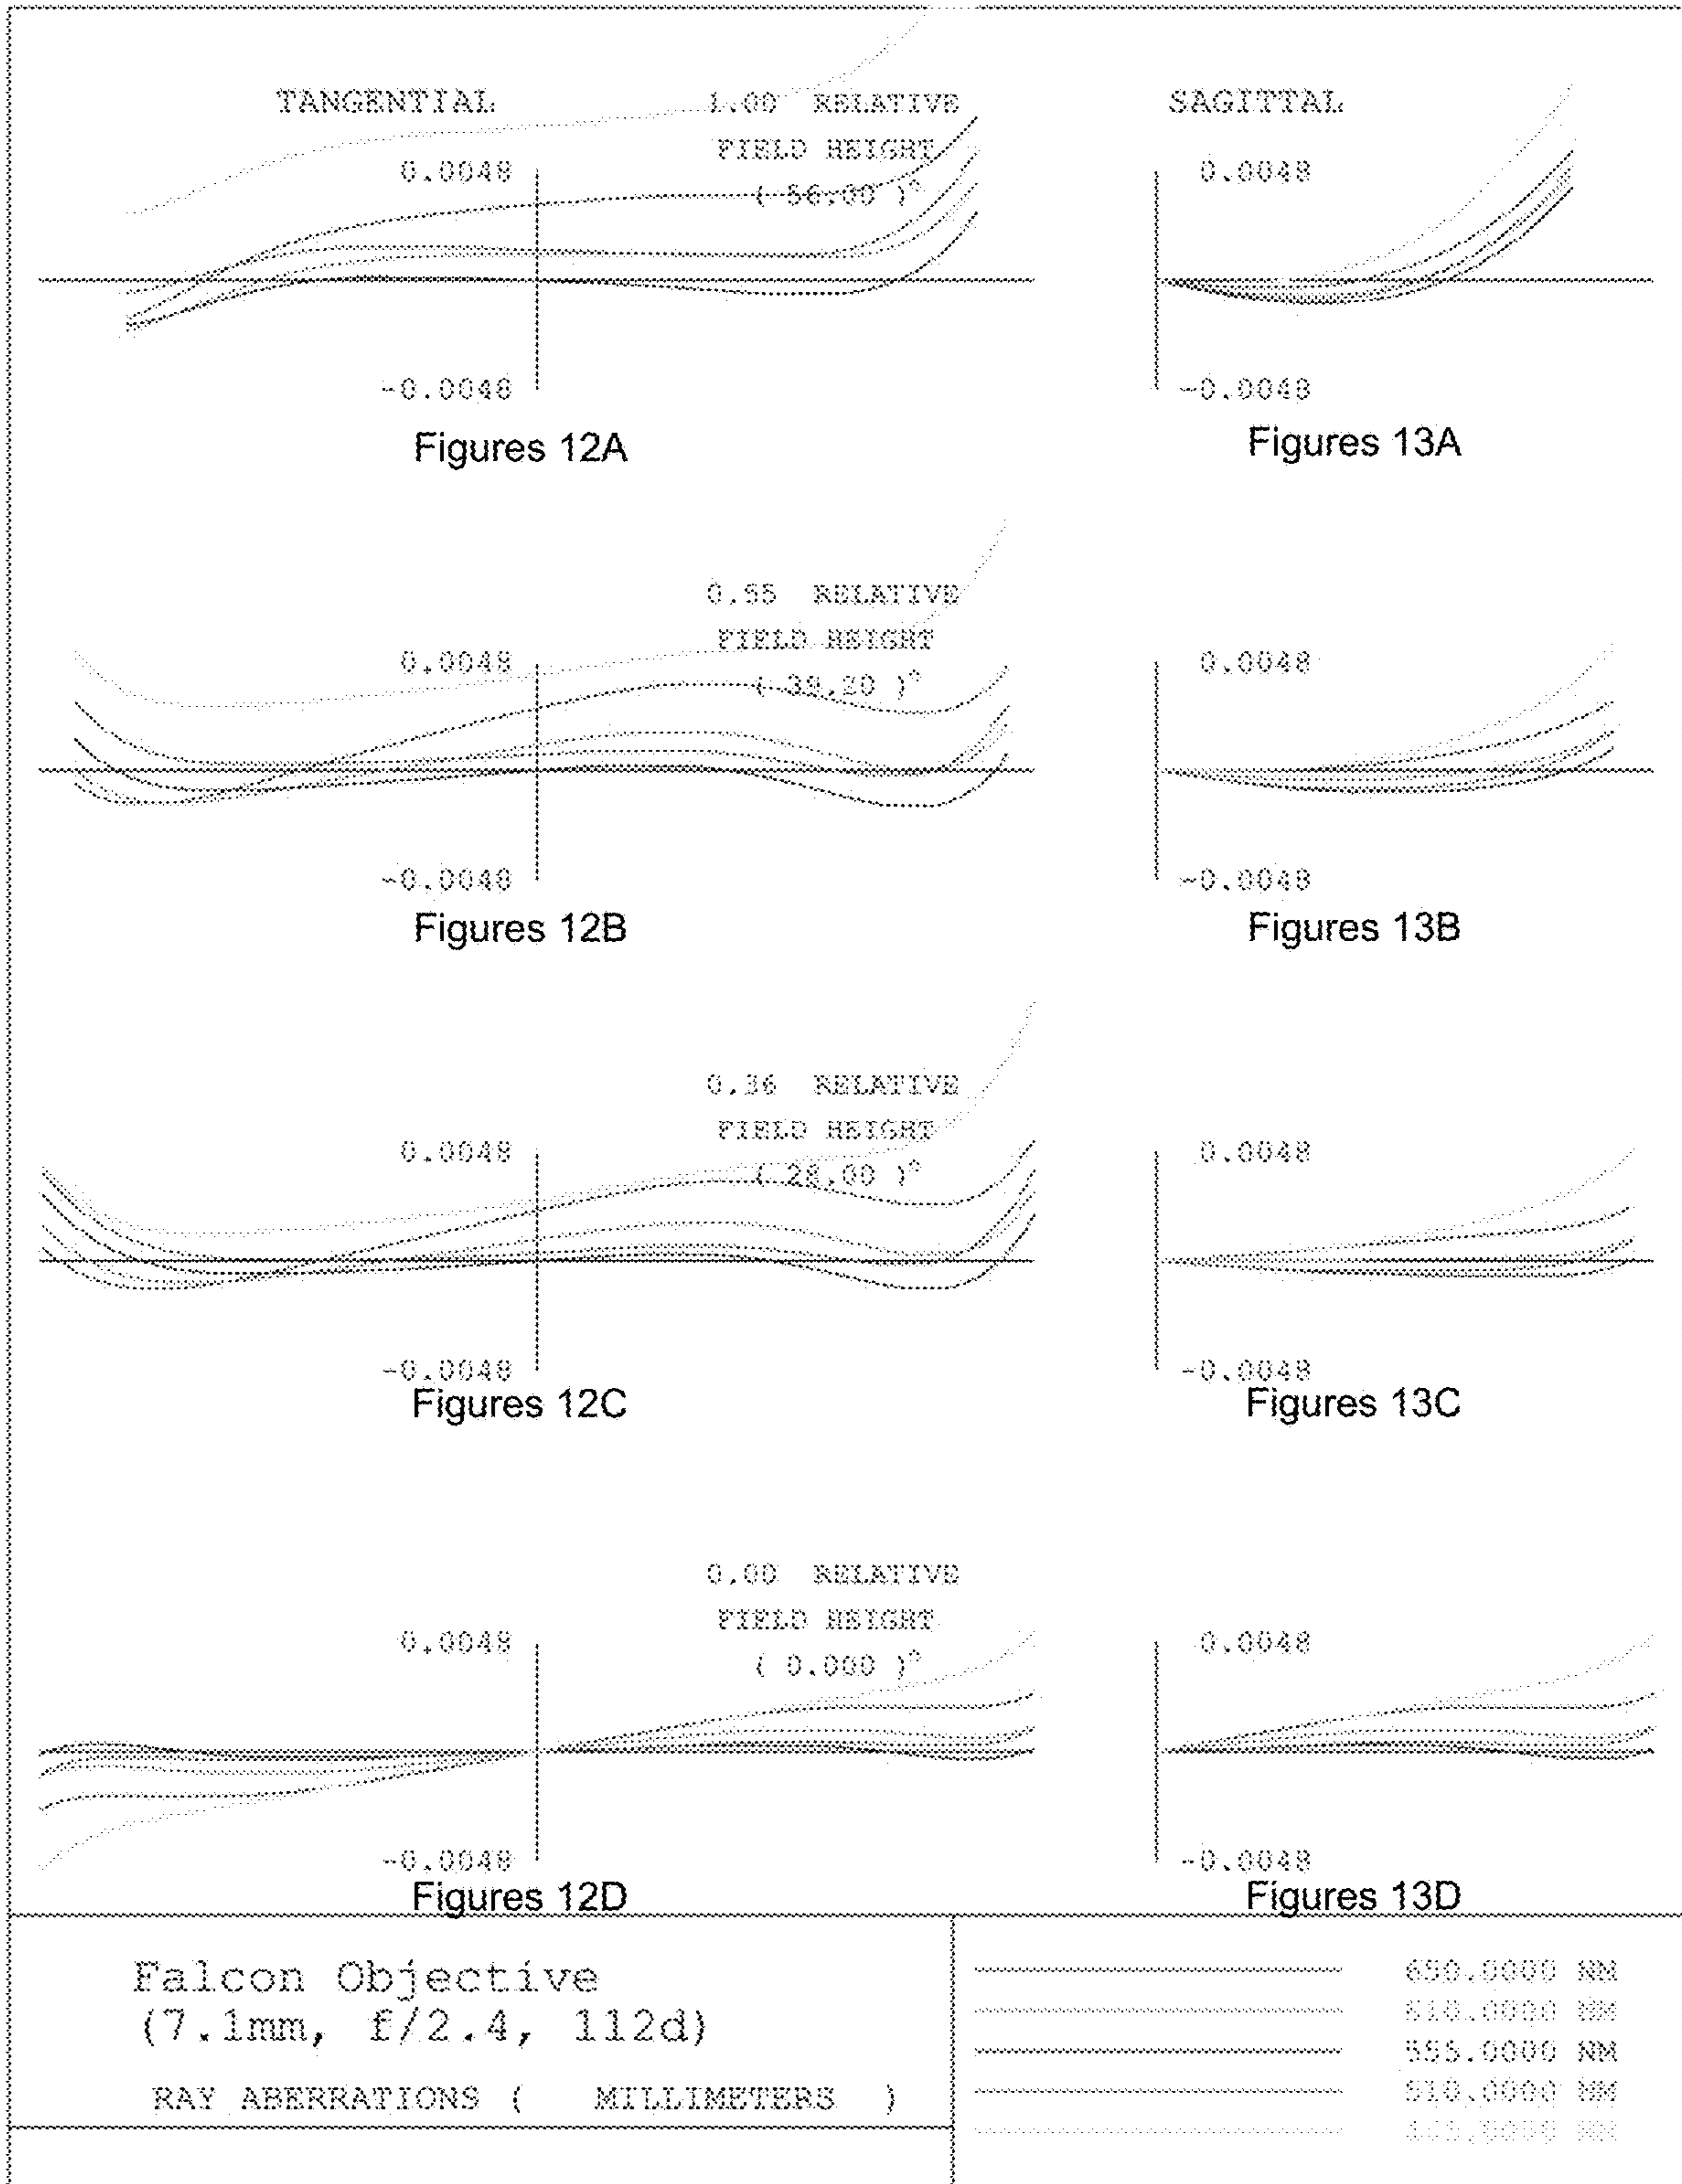 TANGENTIAL
1.00 RELATIVE
FIELD HEIGHT
( 56.00 )°
SAGITTAL
0.0048
0.0048
-0.0048
-0.0048
Figures 12A
Figures 13A
0.55 RELATIVE
FIELD HEIGHT
( 39.20 )°
0.0048
0.0048
-0.0048
-0.0048
Figures 12B
Figures 13B
0.36 RELATIVE
FIELD HEIGHT
( 28.00 )°
0.0048
0.0048
-0.0048
-0.0048
Figures 12C
Figures 13C
0.00 RELATIVE
FIELD HEIGHT
( 0.000 )°
0.0048
0.0048
-0.0048
-0.0048
Figures 12D
Figures 13D
Falcon Objective
(7.1mm, f/2.4, 112d)
RAY ABERRATIONS ( MILLIMETERS )
650.0000 NM
610.0000 NM
555.0000 NM
510.0000 NM
NM